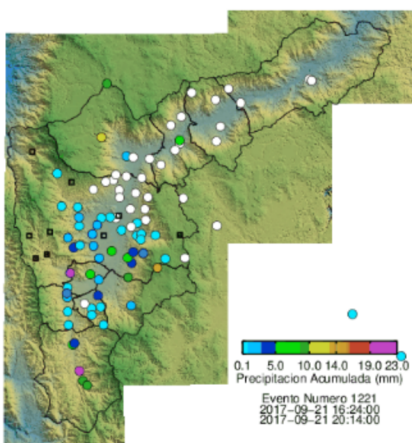 0.1 5.0 10.0 14.0 19.0 23.0
Precipitacion Acumulada (mm)
Evento Numero 1221
2017-09-21 16:24:00
2017-09-21 20:14:00